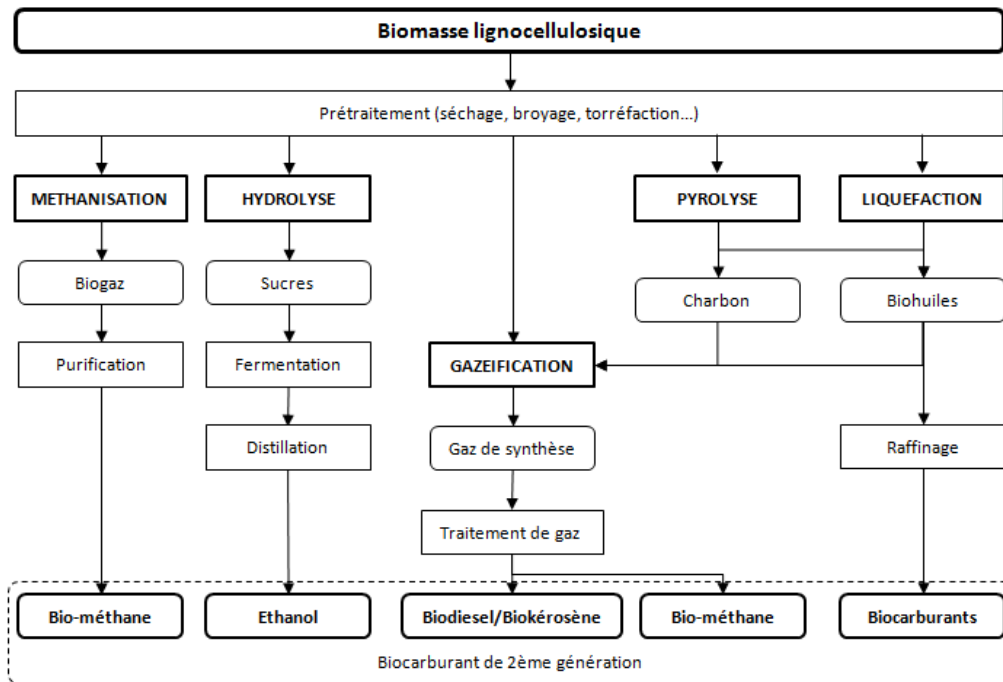 Biomasse lignocellulosique
Prétraitement (séchage, broyage, torréfaction...)
METHANISATION
HYDROLYSE
PYROLYSE
LIQUEFACTION
Biogaz
Sucres
Charbon
Biohuiles
Purification
Fermentation
GAZEIFICATION
Distillation
Gaz de synthèse
Raffinage
Traitement de gaz
Bio-méthane
Ethanol
Biodiesel/Biokérosène
Bio-méthane
Biocarburants
Biocarburant de 2ème génération